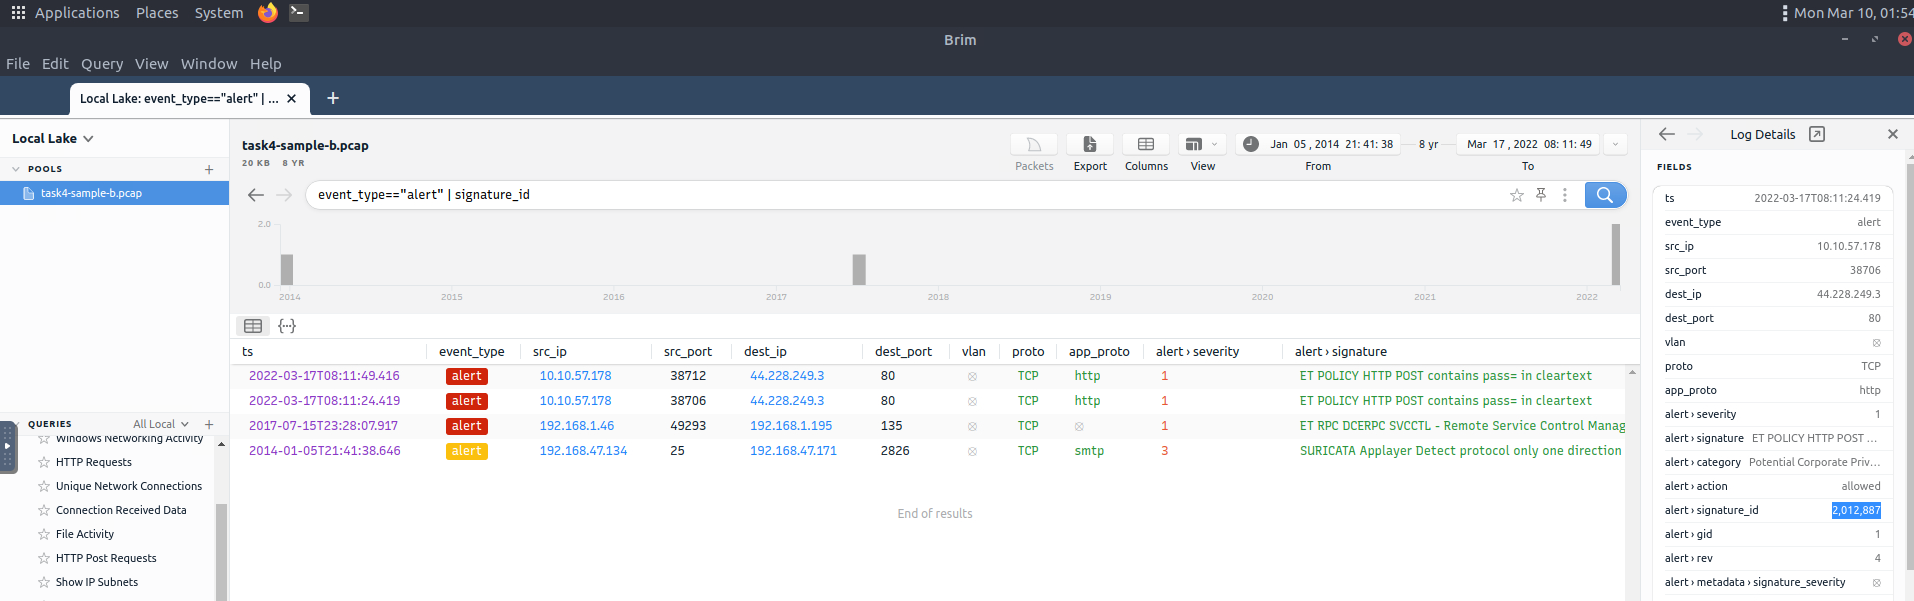 Applications Places System Mon Mar 10, 01:54
Brim
File Edit Query View Window Help
Local Lake: event_type=="alert" | ... × +
Local Lake
POOLS +
task4-sample-b.pcap
QUERIES All Local +
Windows Networking Activity
HTTP Requests
Unique Network Connections
Connection Received Data
File Activity
HTTP Post Requests
Show IP Subnets
task4-sample-b.pcap
20 KB 8 YR
Packets Export Columns View
Jan 05 , 2014 21: 41: 38 8 yr Mar 17 , 2022 08: 11: 49
From To
event_type=="alert" | signature_id
2.0
0.0
2014 2015 2016 2017 2018 2019 2020 2021 2022
ts event_type src_ip src_port dest_ip dest_port vlan proto app_proto alert › severity alert › signature
2022-03-17T08:11:49.416 alert 10.10.57.178 38712 44.228.249.3 80 TCP http 1 ET POLICY HTTP POST contains pass= in cleartext
2022-03-17T08:11:24.419 alert 10.10.57.178 38706 44.228.249.3 80 TCP http 1 ET POLICY HTTP POST contains pass= in cleartext
2017-07-15T23:28:07.917 alert 192.168.1.46 49293 192.168.1.195 135 TCP 1 ET RPC DCERPC SVCCTL - Remote Service Control Manag
2014-01-05T21:41:38.646 alert 192.168.47.134 25 192.168.47.171 2826 TCP smtp 3 SURICATA Applayer Detect protocol only one direction
End of results
Log Details
FIELDS
ts 2022-03-17T08:11:24.419
event_type alert
src_ip 10.10.57.178
src_port 38706
dest_ip 44.228.249.3
dest_port 80
vlan
proto TCP
app_proto http
alert › severity 1
alert › signature ET POLICY HTTP POST ...
alert › category Potential Corporate Priv...
alert › action allowed
alert › signature_id 2,012,887
alert › gid 1
alert › rev 4
alert › metadata › signature_severity